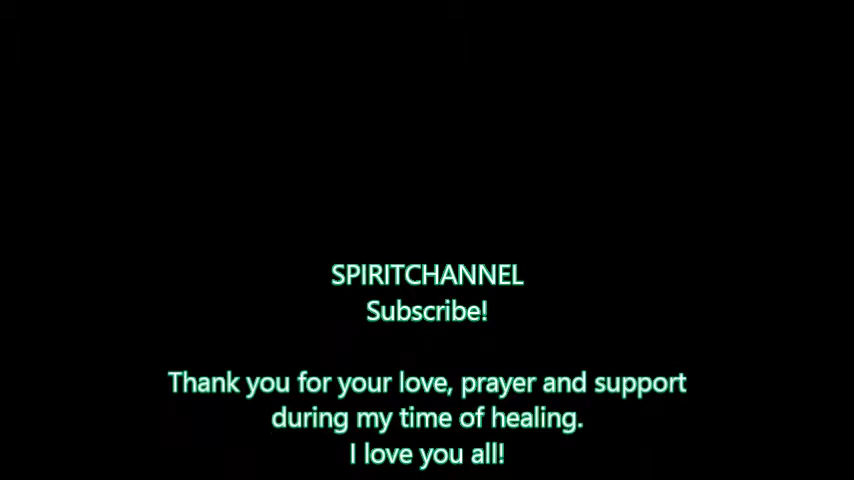 SPIRITCHANNEL
Subscribe!
Thank you for your love, prayer and support
during my time of healing.
I love you all!